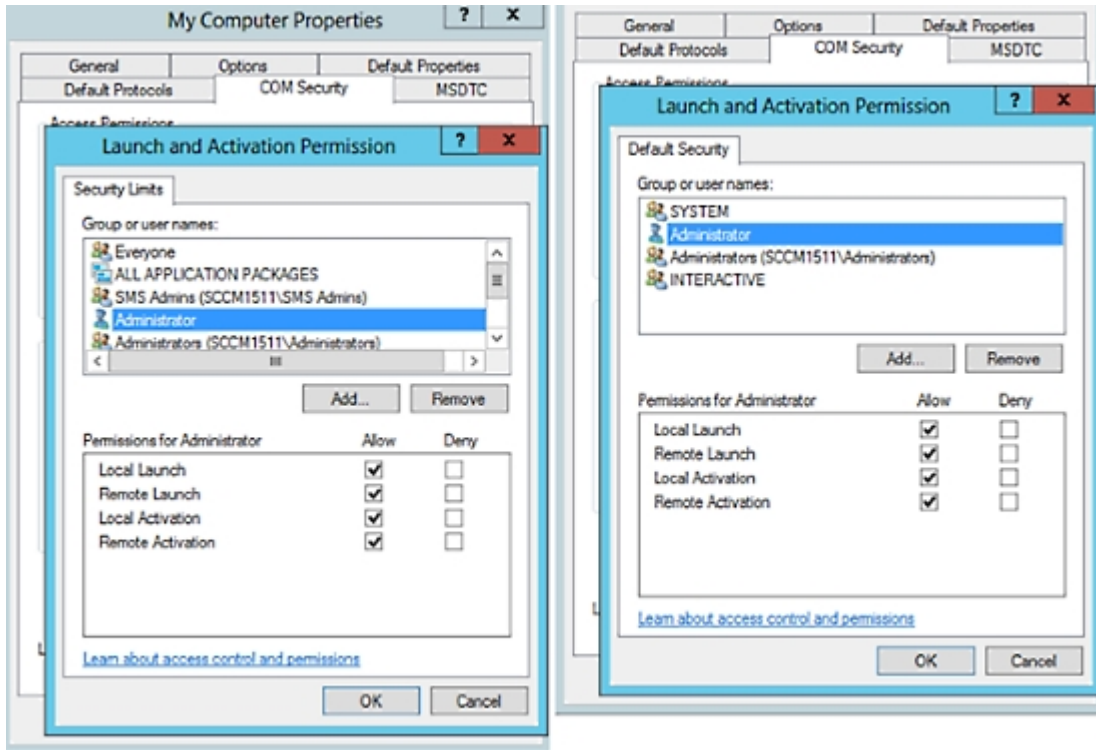 My Computer Properties
? x
General Options Default Properties
Default Protocols COM Security MSDTC
Access Permissions
Launch and Activation Permission
? x
Security Limits
Group or user names:
Everyone
ALL APPLICATION PACKAGES
SMS Admins (SCCM1511\SMS Admins)
Administrator
Administrators (SCCM1511\Administrators)
Add... Remove
Permissions for Administrator Allow Deny
Local Launch
Remote Launch
Local Activation
Remote Activation
Learn about access control and permissions
OK Cancel
General Options Default Properties
Default Protocols COM Security MSDTC
Access Permissions
Launch and Activation Permission
? x
Default Security
Group or user names:
SYSTEM
Administrator
Administrators (SCCM1511\Administrators)
INTERACTIVE
Add... Remove
Permissions for Administrator Allow Deny
Local Launch
Remote Launch
Local Activation
Remote Activation
Learn about access control and permissions
OK Cancel